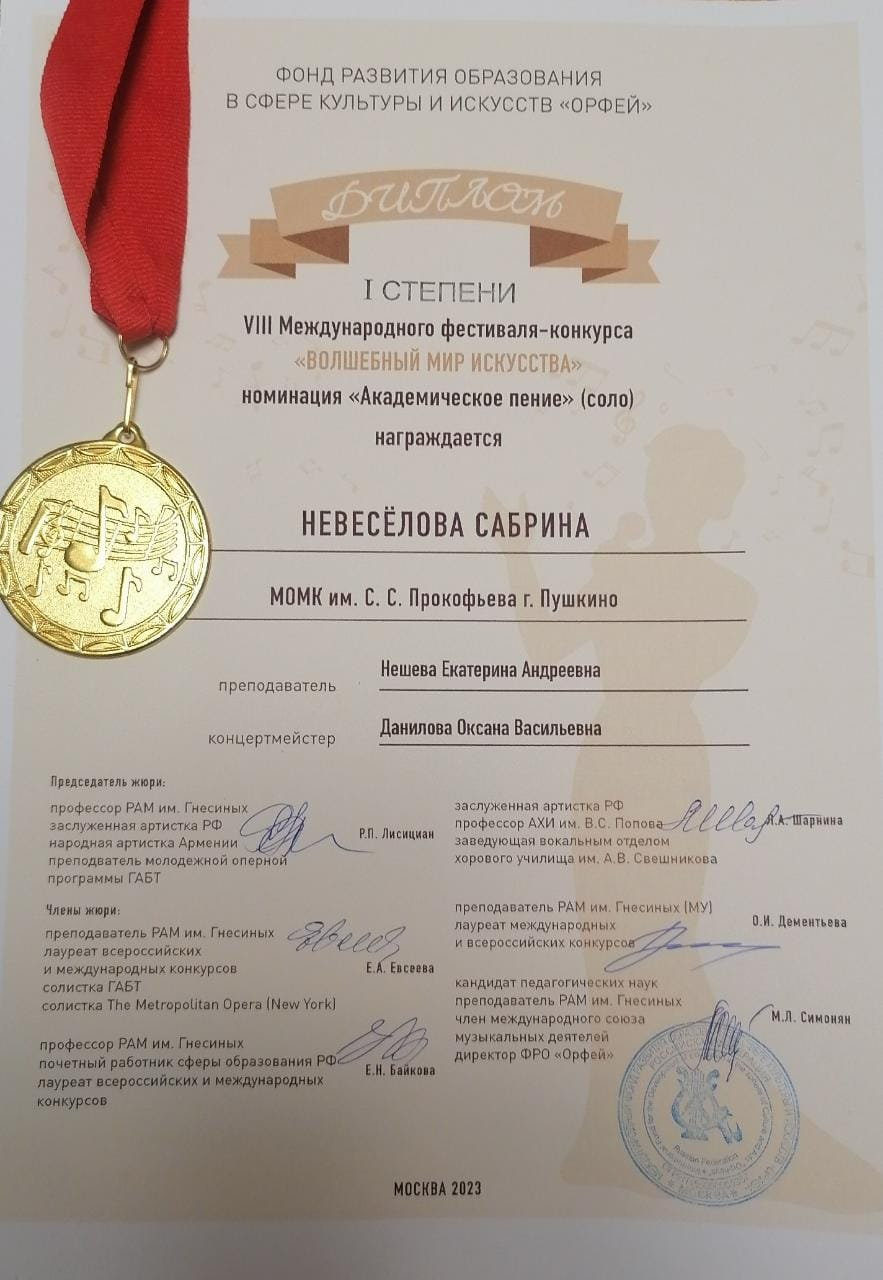 ФОНД РАЗВИТИЯ ОБРАЗОВАНИЯ
В СФЕРЕ КУЛЬТУРЫ И ИСКУССТВ «ОРФЕЙ»
ДИПЛОМ
I СТЕПЕНИ
VIII Международного фестиваля-конкурса
«ВОЛШЕБНЫЙ МИР ИСКУССТВА»
номинация «Академическое пение» (соло)
награждается
НЕВЕСЁЛОВА САБРИНА
МОМК им. С. С. Прокофьева г. Пушкино
преподаватель Нешева Екатерина Андреевна
концертмейстер Данилова Оксана Васильевна
Председатель жюри:
профессор РАМ им. Гнесиных
заслуженная артистка РФ
народная артистка Армении
преподватель молодежной оперной
программы ГАБТ
Р.П. Лисициан
Члены жюри:
преподаватель РАМ им. Гнесиных
лауреат всероссийских
и международных конкурсов
солистка ГАБТ
солистка The Metropolitan Opera (New York)
Е.А. Евсеева
профессор РАМ им. Гнесиных
почетный работник сферы образования РФ
лауреат всероссийских и международных
конкурсов
Е.Н. Байкова
заслуженная артистка РФ
профессор АХИ им. В.С. Попова
заведующая вокальным отделом
хорового училища им. А.В. Свешникова
Л.А. Шарнина
преподаватель РАМ им. Гнесиных (МУ)
лауреат международных
и всероссийских конкурсов
О.И. Дементьева
кандидат педагогических наук
преподаватель РАМ им. Гнесиных
член международного союза
музыкальных деятелей
директор ФРО «Орфей»
М.Л. Симонян
Russian Federation
МОСКВА
МОСКВА 2023